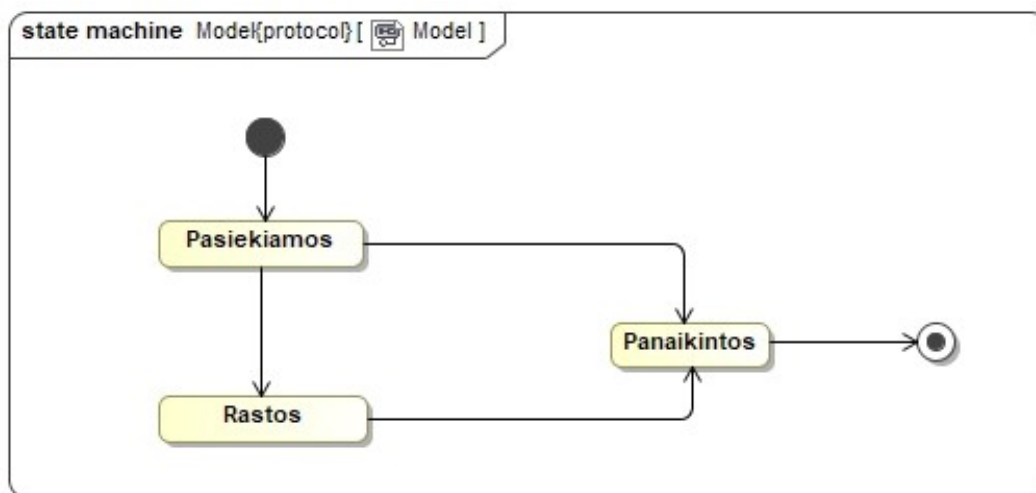 state machine Model{protocol} [ Model ]
Pasiekiamos
Panaikintos
Rastos